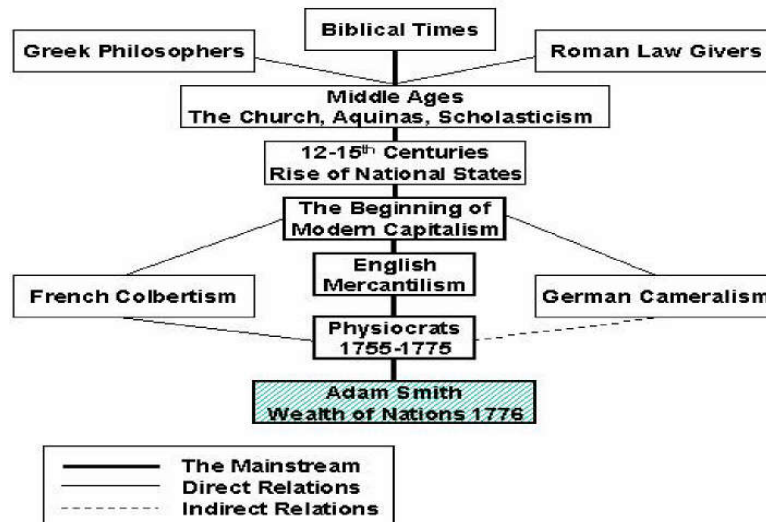 Biblical Times
Greek Philosophers
Roman Law Givers
Middle Ages
The Church, Aquinas, Scholasticism
12-15th Centuries
Rise of National States
The Beginning of
Modern Capitalism
English
Mercantilism
French Colbertism
German Cameralism
Physiocrats
1755-1775
Adam Smith
Wealth of Nations 1776
The Mainstream
Direct Relations
Indirect Relations